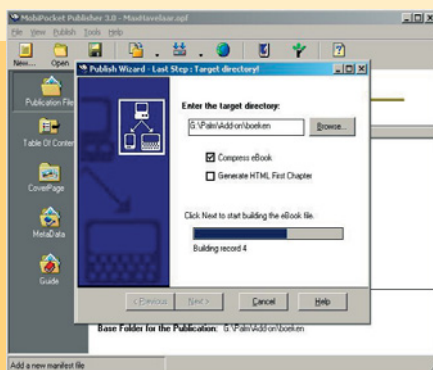 MobiPocket Publisher 3.0 - MaxHavelaar.opf
File View Publish Tools Help
New... Open
Publish Wizard - Last Step : Target directory!
Publication File
Table Of Conten
CoverPage
MetaData
Guide
Enter the target directory:
G:\Palm\Add-on\boeken
Browse...
Compress eBook
Generate HTML First Chapter
Click Next to start building the eBook file.
Building record 4
< Previous Next > Cancel Help
Base Folder for the Publication: G:\Palm\Add-on\boeken
Add a new manifest file